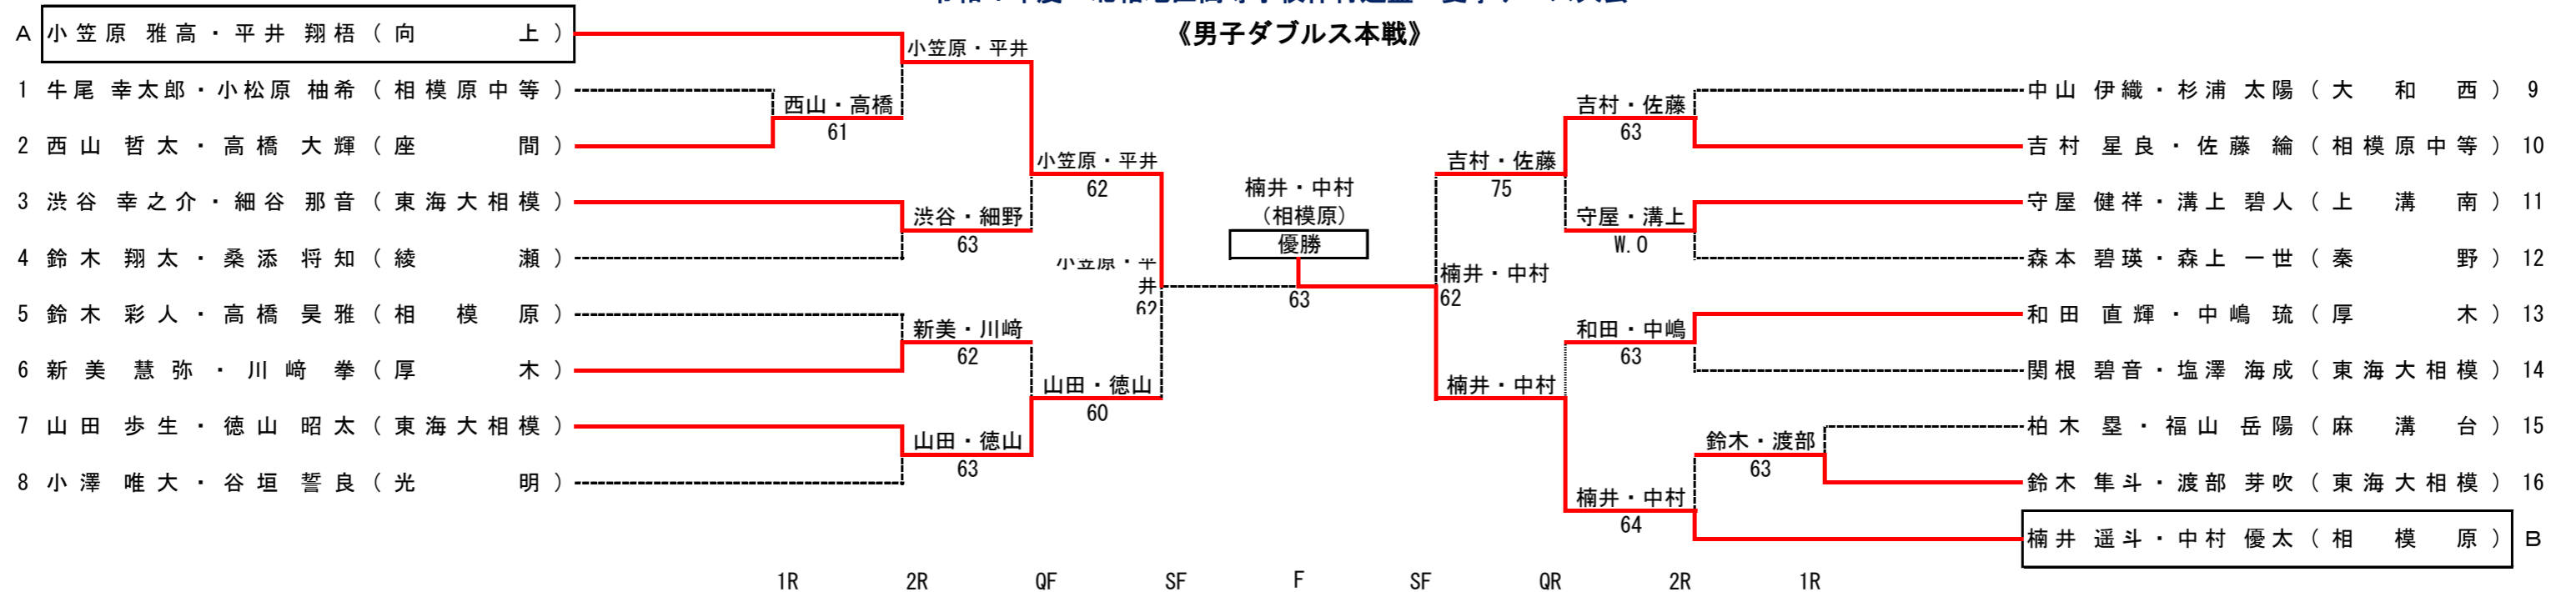 《男子ダブルス本戦》
A 小笠原 雅高・平井 翔梧（向上）
1 牛尾 幸太郎・小松原 柚希（相模原中等）
2 西山 哲太・高橋 大輝（座間）
3 渋谷 幸之介・細谷 那音（東海大相模）
4 鈴木 翔太・桑添 将知（綾瀬）
5 鈴木 彩人・高橋 昊雅（相模原）
6 新美 慧弥・川﨑 拳（厚木）
7 山田 歩生・徳山 昭太（東海大相模）
8 小澤 唯大・谷垣 誓良（光明）
西山・高橋
61
小笠原・平井
渋谷・細野
63
新美・川﨑
62
山田・徳山
63
小笠原・平井
62
山田・徳山
60
小笠原・平
井
62
楠井・中村
（相模原）
優勝
63
楠井・中村
62
吉村・佐藤
75
楠井・中村
吉村・佐藤
63
守屋・溝上
W.O
和田・中嶋
63
楠井・中村
64
鈴木・渡部
63
中山 伊織・杉浦 太陽（大和西）9
吉村 星良・佐藤 綸（相模原中等）10
守屋 健祥・溝上 碧人（上溝南）11
森本 碧瑛・森上 一世（秦野）12
和田 直輝・中嶋 琉（厚木）13
関根 碧音・塩澤 海成（東海大相模）14
柏木 塁・福山 岳陽（麻溝台）15
鈴木 隼斗・渡部 芽吹（東海大相模）16
楠井 遥斗・中村 優太（相模原）B
1R 2R QF SF F SF QR 2R 1R